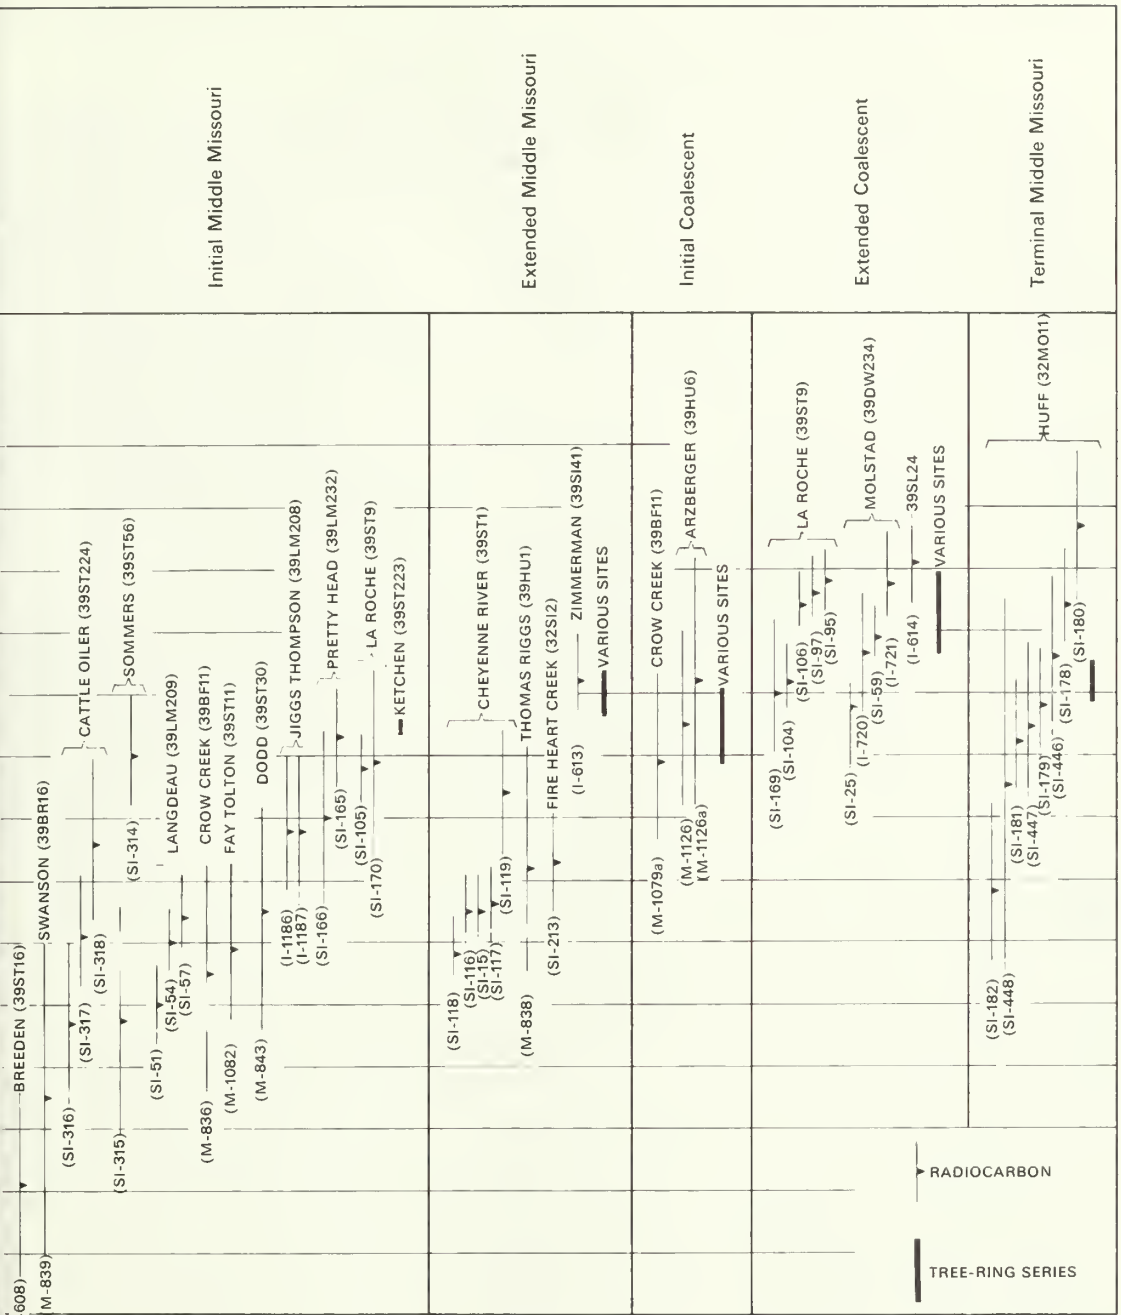 Initial Middle Missouri
608)
BREEDEN (39ST16)
(M-839)
SWANSON (39BR16)
(SI-316)
(SI-317)
(SI-318)
CATTLE OILER (39ST224)
(SI-315)
(SI-314)
SOMMERS (39ST56)
(SI-51)
(SI-54)
(SI-57)
LANGDEAU (39LM209)
(M-836)
CROW CREEK (39BF11)
(M-1082)
FAY TOLTON (39ST11)
(M-843)
DODD (39ST30)
(I-1186)
(I-1187)
JIGGS THOMPSON (39LM208)
(SI-166)
(SI-165)
PRETTY HEAD (39LM232)
(SI-105)
(SI-170)
LA ROCHE (39ST9)
KETCHEN (39ST223)
Extended Middle Missouri
(SI-118)
(SI-116)
(SI-15)
(SI-117)
(SI-119)
CHEYENNE RIVER (39ST1)
(M-838)
THOMAS RIGGS (39HU1)
(SI-213)
FIRE HEART CREEK (32SI2)
(I-613)
ZIMMERMAN (39SI41)
VARIOUS SITES
Initial Coalescent
(M-1079a)
CROW CREEK (39BF11)
(M-1126)
(M-1126a)
ARZBERGER (39HU6)
VARIOUS SITES
Extended Coalescent
(SI-169)
(SI-104)
(SI-106)
(SI-97)
(SI-95)
LA ROCHE (39ST9)
(SI-25)
(I-720)
(SI-59)
(I-721)
MOLSTAD (39DW234)
(I-614)
39SL24
VARIOUS SITES
Terminal Middle Missouri
(SI-182)
(SI-448)
(SI-181)
(SI-447)
(SI-179)
(SI-446)
(SI-178)
(SI-180)
HUFF (32MO11)
RADIOCARBON
TREE-RING SERIES